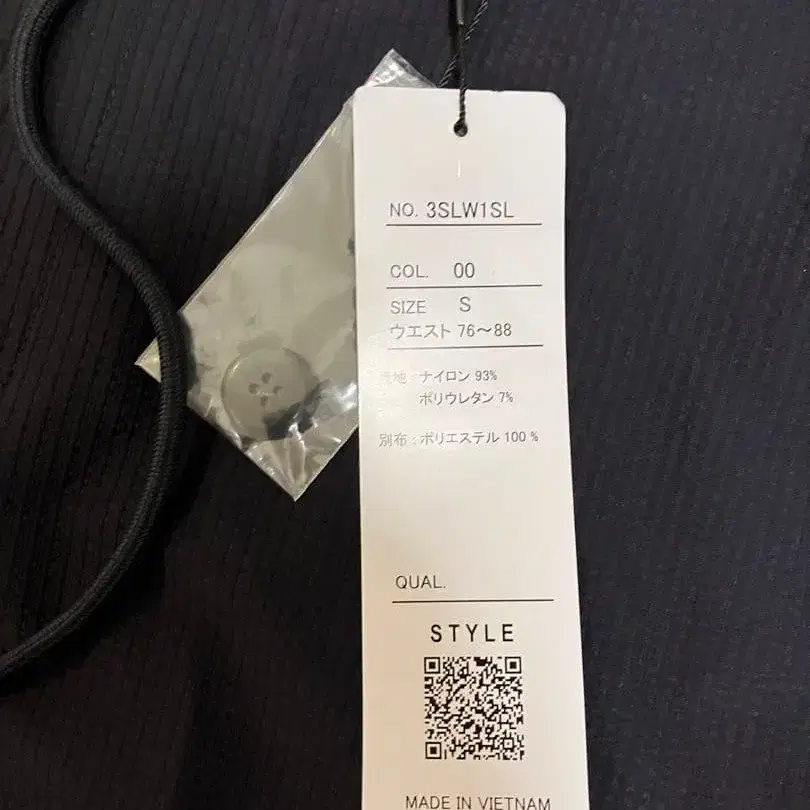 NO. 3SLW1SL
COL. 00
SIZE S
ウエスト 76～88
地 : ナイロン 93%
ポリウレタン 7%
別布 : ポリエステル 100 %
QUAL.
STYLE
MADE IN VIETNAM